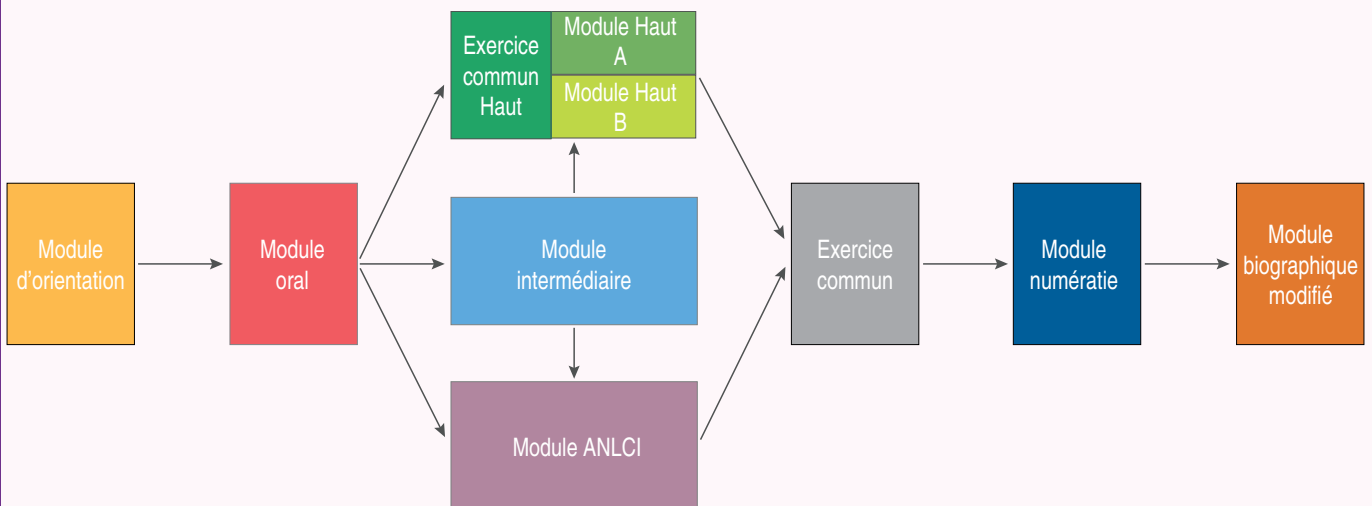 Exercice
commun
Haut
Module Haut
A
Module Haut
B
Module
d'orientation
Module
oral
Module
intermédiaire
Module ANLCI
Exercice
commun
Module
numératie
Module
biographique
modifié